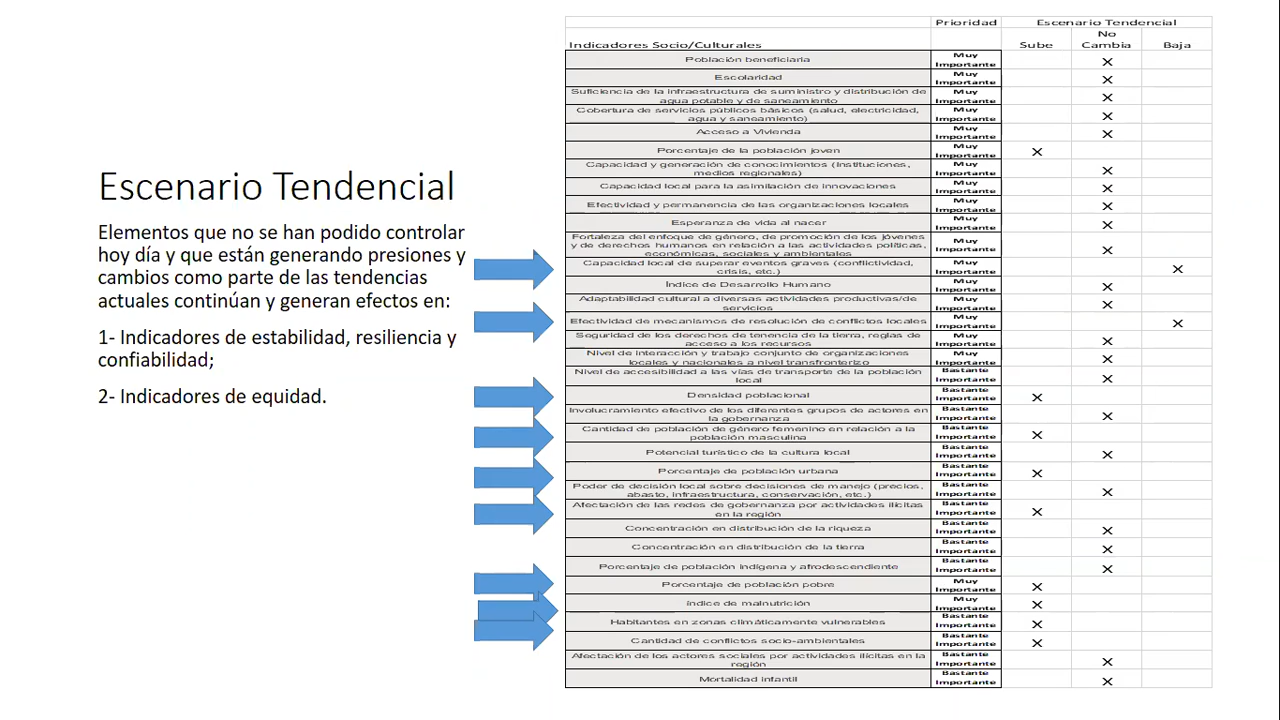 Escenario Tendencial
Elementos que no se han podido controlar
hoy día y que están generando presiones y
cambios como parte de las tendencias
actuales continúan y generan efectos en:
1- Indicadores de estabilidad, resiliencia y
confiabilidad;
2- Indicadores de equidad.
Prioridad Escenario Tendencial
Indicadores Socio/Culturales Sube No Cambia Baja
Población beneficiaria Muy Importante X
Escolaridad Muy Importante X
Suficiencia de la infraestructura de suministro y distribución de
agua potable y de saneamiento Muy Importante X
Cobertura de servicios públicos básicos (salud, electricidad,
agua y saneamiento) Muy Importante X
Acceso a Vivienda Muy Importante X
Porcentaje de la población joven Muy Importante X
Capacidad y generación de conocimientos (instituciones,
medios regionales) Muy Importante X
Capacidad local para la asimilación de innovaciones Muy Importante X
Efectividad y permanencia de las organizaciones locales Muy Importante X
Esperanza de vida al nacer Muy Importante X
Fortaleza del enfoque de género, de promoción de los jóvenes
y de derechos humanos en relación a las actividades políticas,
económicas, sociales y ambientales Muy Importante X
Capacidad local de superar eventos graves (conflictividad,
crisis, etc.) Muy Importante X
Índice de Desarrollo Humano Muy Importante X
Adaptabilidad cultural a diversas actividades productivas/de
servicios Muy Importante X
Efectividad de mecanismos de resolución de conflictos locales Muy Importante X
Seguridad de los derechos de tenencia de la tierra, reglas de
acceso a los recursos Muy Importante X
Nivel de interacción y trabajo conjunto de organizaciones
locales y nacionales a nivel transfronterizo Muy Importante X
Nivel de accesibilidad a las vías de transporte de la población
local Bastante Importante X
Densidad poblacional Bastante Importante X
Involucramiento efectivo de los diferentes grupos de actores en
la gobernanza Bastante Importante X
Cantidad de población de género femenino en relación a la
población masculina Bastante Importante X
Potencial turístico de la cultura local Bastante Importante X
Porcentaje de población urbana Bastante Importante X
Poder de decisión local sobre decisiones de manejo (precios,
abasto, infraestructura, conservación, etc.) Bastante Importante X
Afectación de las redes de gobernanza por actividades ilícitas
en la región Bastante Importante X
Concentración en distribución de la riqueza Bastante Importante X
Concentración en distribución de la tierra Bastante Importante X
Porcentaje de población indígena y afrodescendiente Bastante Importante X
Porcentaje de población pobre Muy Importante X
Índice de malnutrición Muy Importante X
Habitantes en zonas climáticamente vulnerables Bastante Importante X
Cantidad de conflictos socio-ambientales Bastante Importante X
Afectación de los actores sociales por actividades ilícitas en la
región Bastante Importante X
Mortalidad infantil Bastante Importante X